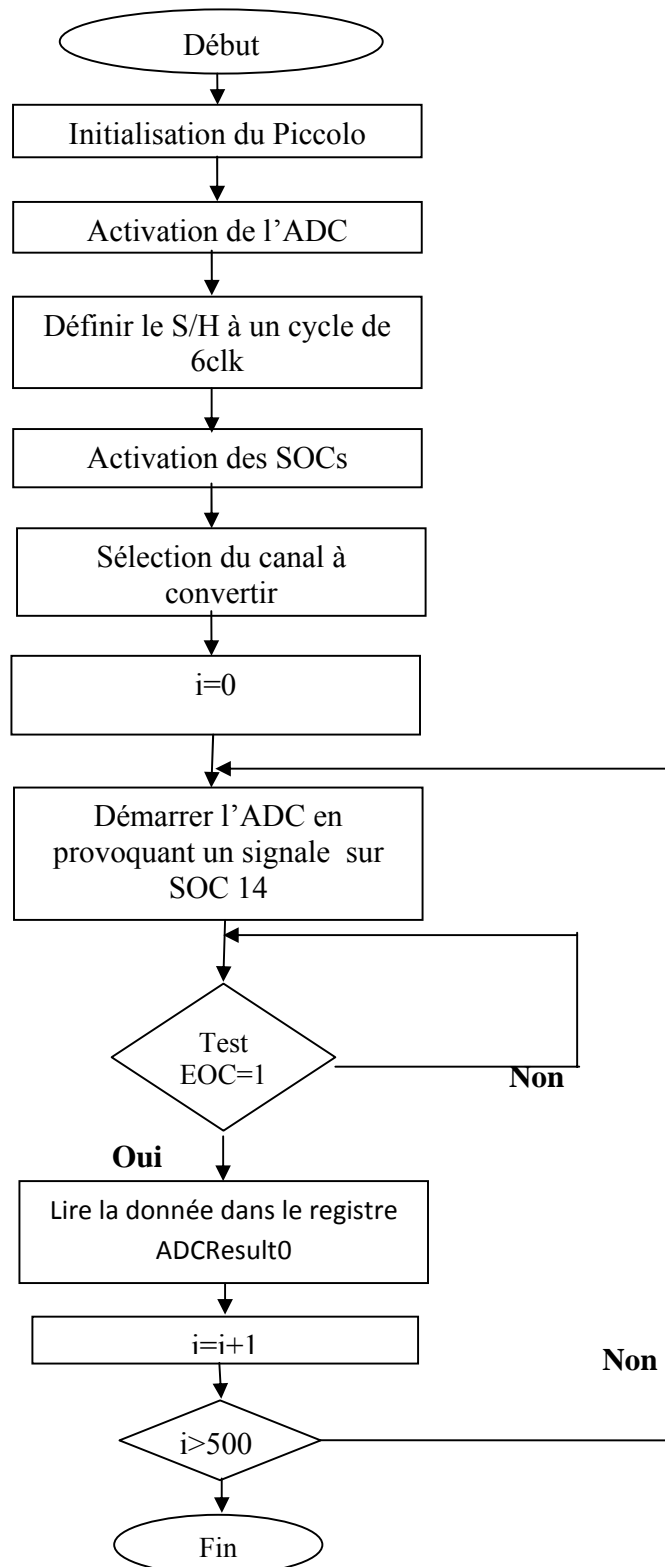 Début
Initialisation du Piccolo
Activation de l’ADC
Définir le S/H à un cycle de
6clk
Activation des SOCs
Sélection du canal à
convertir
i=0
Démarrer l’ADC en
provoquant un signale sur
SOC 14
Test
EOC=1
Non
Oui
Lire la donnée dans le registre
ADCResult0
i=i+1
Non
i>500
Fin